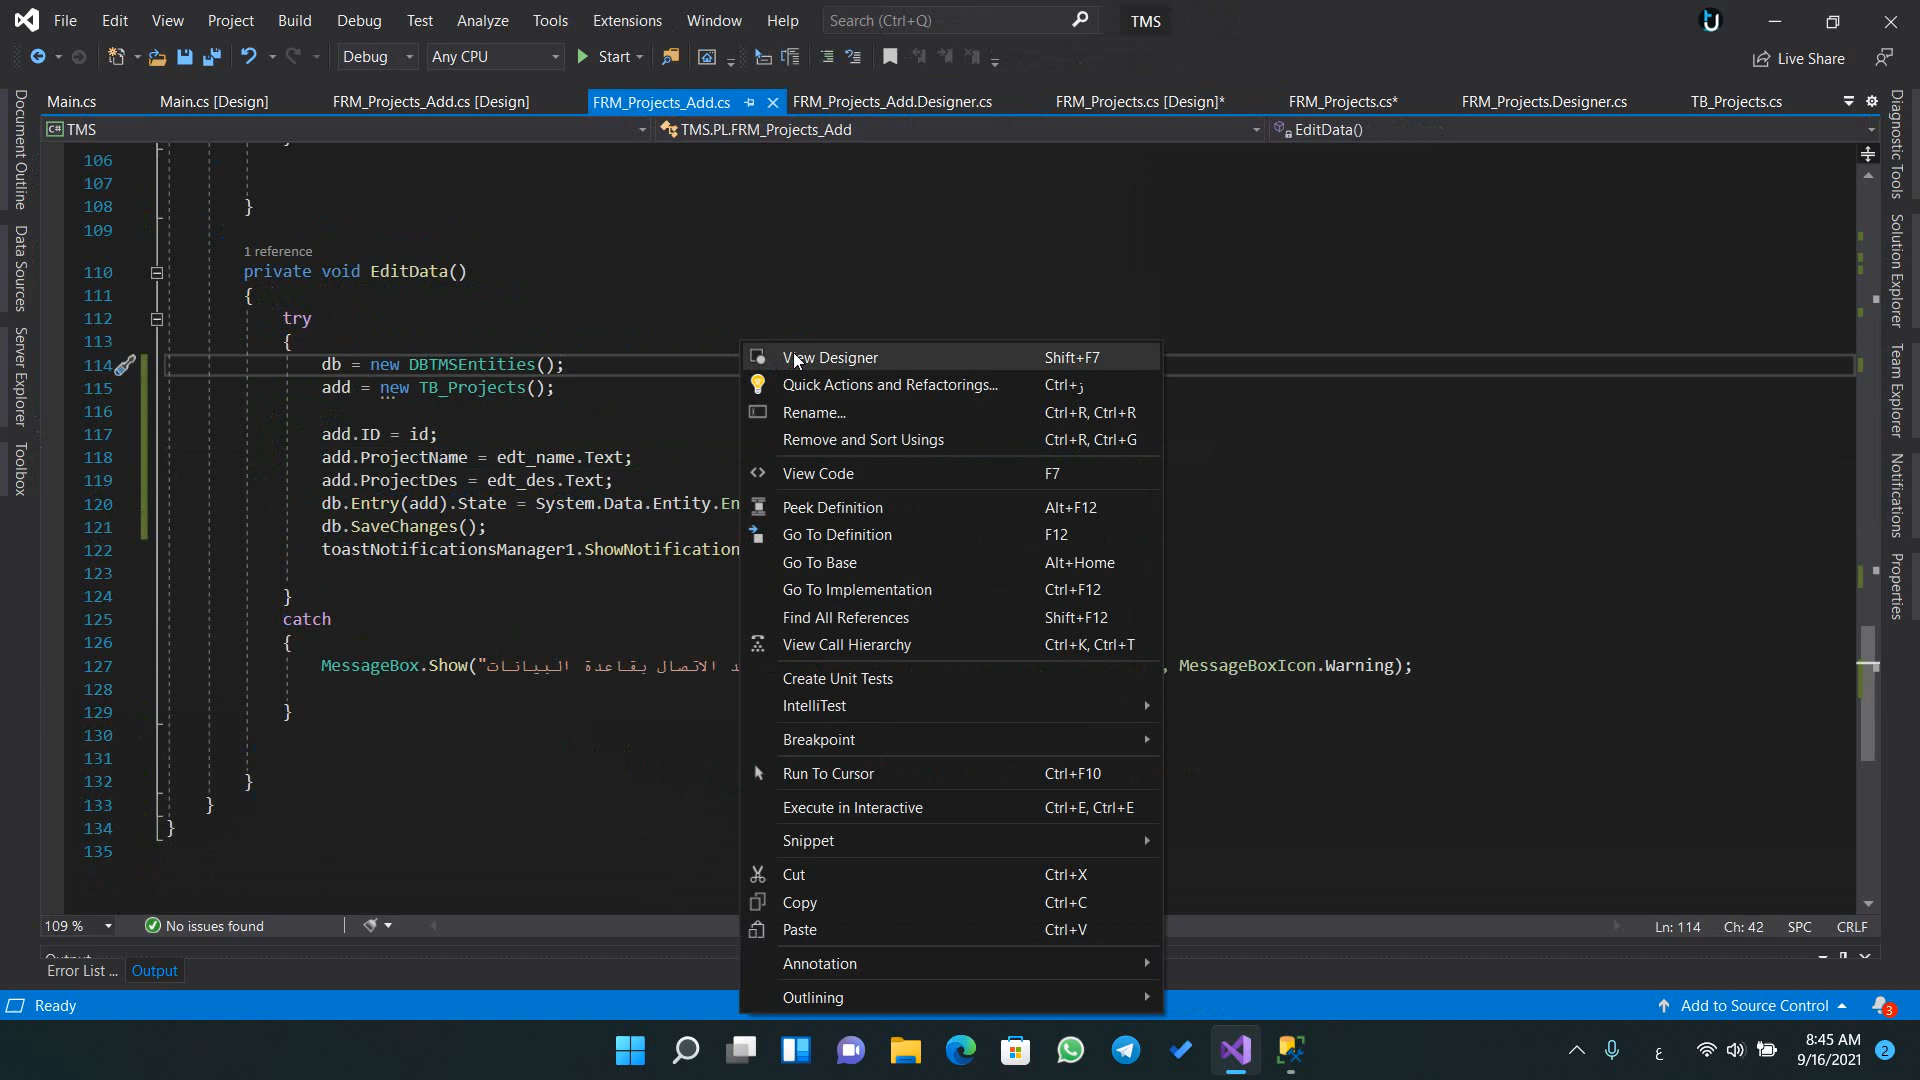 File Edit View Project Build Debug Test Analyze Tools Extensions Window Help Search (Ctrl+Q) TMS
Debug Any CPU Start Live Share
Main.cs Main.cs [Design] FRM_Projects_Add.cs [Design] FRM_Projects_Add.cs FRM_Projects_Add.Designer.cs FRM_Projects.cs [Design]* FRM_Projects.cs* FRM_Projects.Designer.cs TB_Projects.cs
C# TMS TMS.PL.FRM_Projects_Add EditData()
Document Outline
Data Sources
Server Explorer
Toolbox
Diagnostic Tools
Solution Explorer
Team Explorer
Notifications
Properties
106 }
107
108 }
109
1 reference
110 private void EditData()
111 {
112 try
113 {
114 db = new DBTMSEntities();
115 add = new TB_Projects();
116
117 add.ID = id;
118 add.ProjectName = edt_name.Text;
119 add.ProjectDes = edt_des.Text;
120 db.Entry(add).State = System.Data.Entity.En
121 db.SaveChanges();
122 toastNotificationsManager1.ShowNotification
123
124 }
125 catch
126 {
127 MessageBox.Show("د الاتصال بقاعدة البيانات , MessageBoxIcon.Warning);
128
129 }
130
131
132 }
133 }
134 }
135
View Designer Shift+F7
Quick Actions and Refactorings... Ctrl+ز
Rename... Ctrl+R, Ctrl+R
Remove and Sort Usings Ctrl+R, Ctrl+G
View Code F7
Peek Definition Alt+F12
Go To Definition F12
Go To Base Alt+Home
Go To Implementation Ctrl+F12
Find All References Shift+F12
View Call Hierarchy Ctrl+K, Ctrl+T
Create Unit Tests
IntelliTest
Breakpoint
Run To Cursor Ctrl+F10
Execute in Interactive Ctrl+E, Ctrl+E
Snippet
Cut Ctrl+X
Copy Ctrl+C
Paste Ctrl+V
Annotation
Outlining
109 % No issues found Ln: 114 Ch: 42 SPC CRLF
Error List ... Output
Ready Add to Source Control 3
ع 8:45 AM
9/16/2021 2